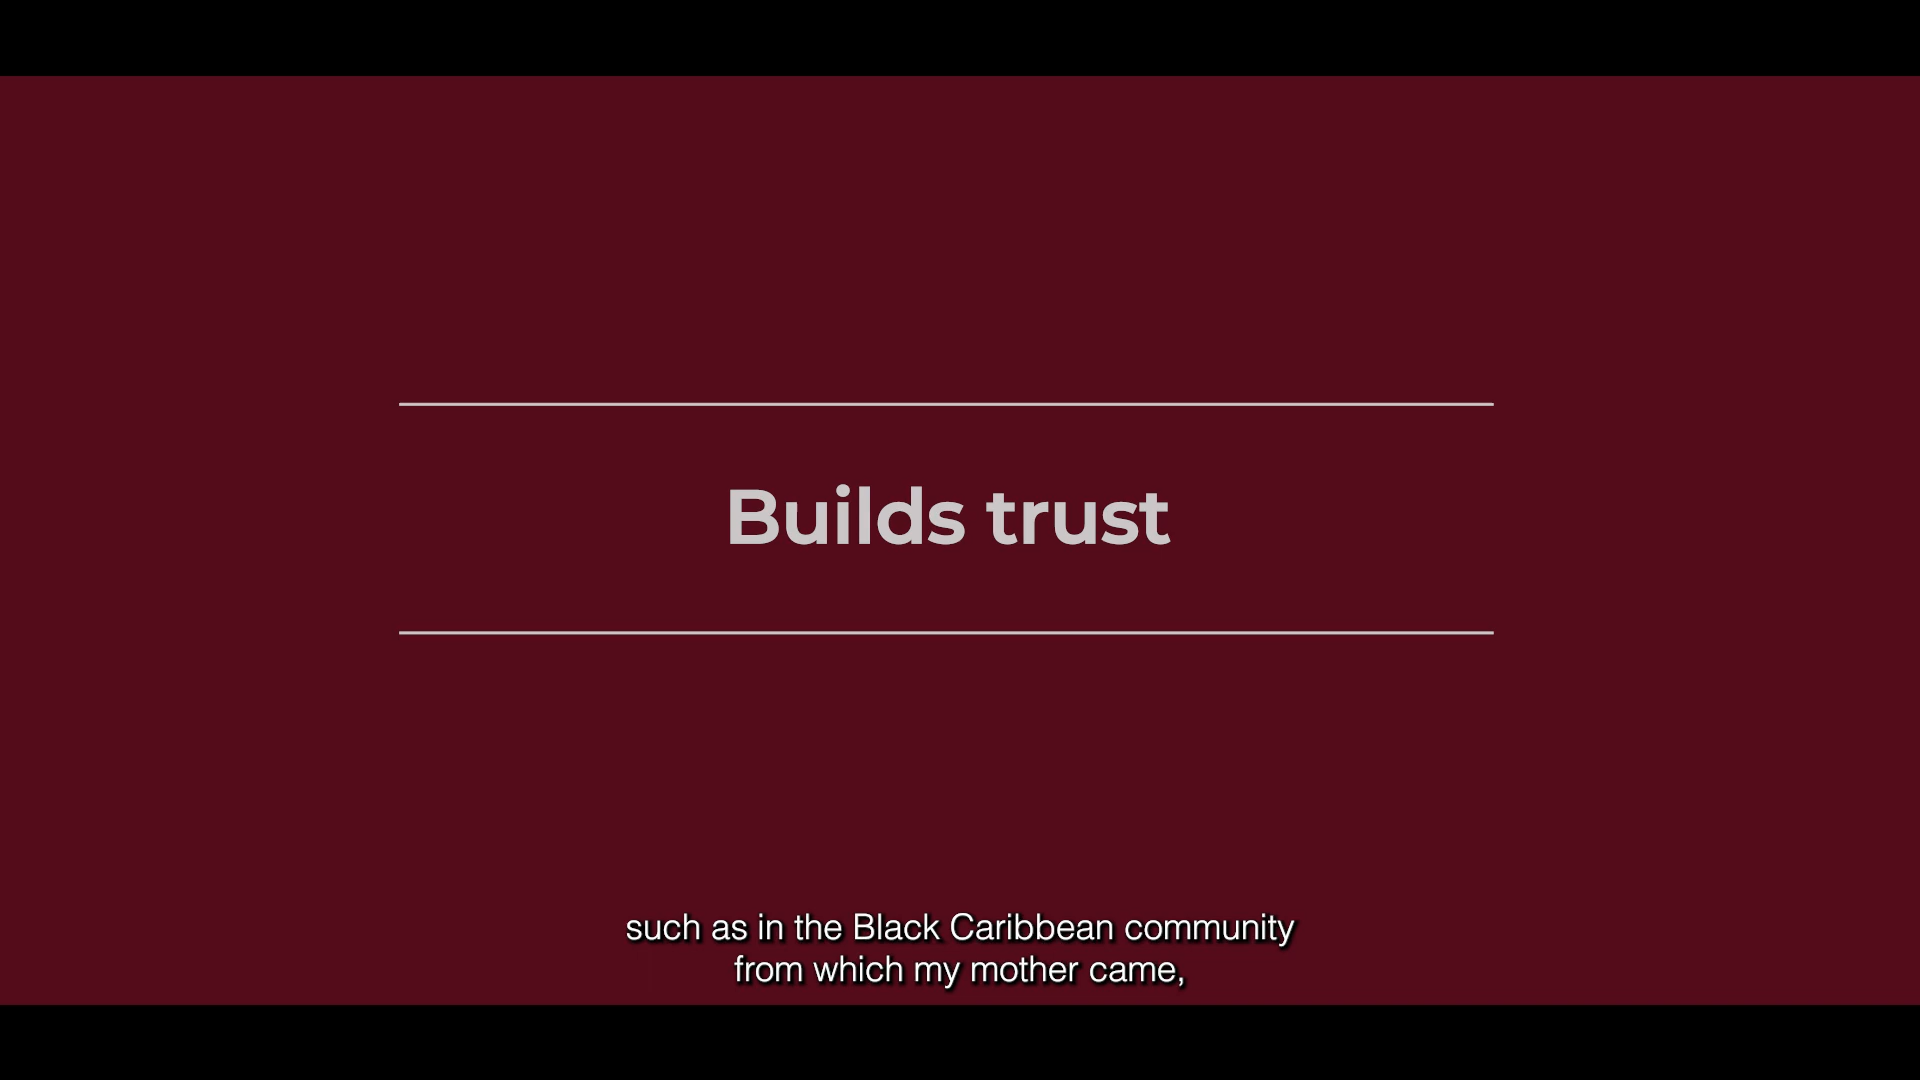 Builds trust
such as in the Black Caribbean community
from which my mother came,